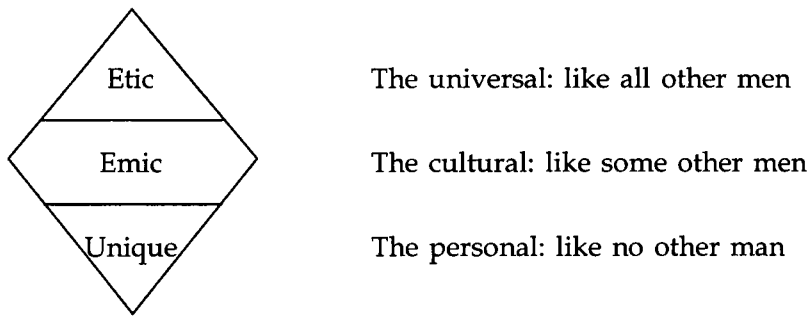 Etic The universal: like all other men
Emic The cultural: like some other men
Unique The personal: like no other man